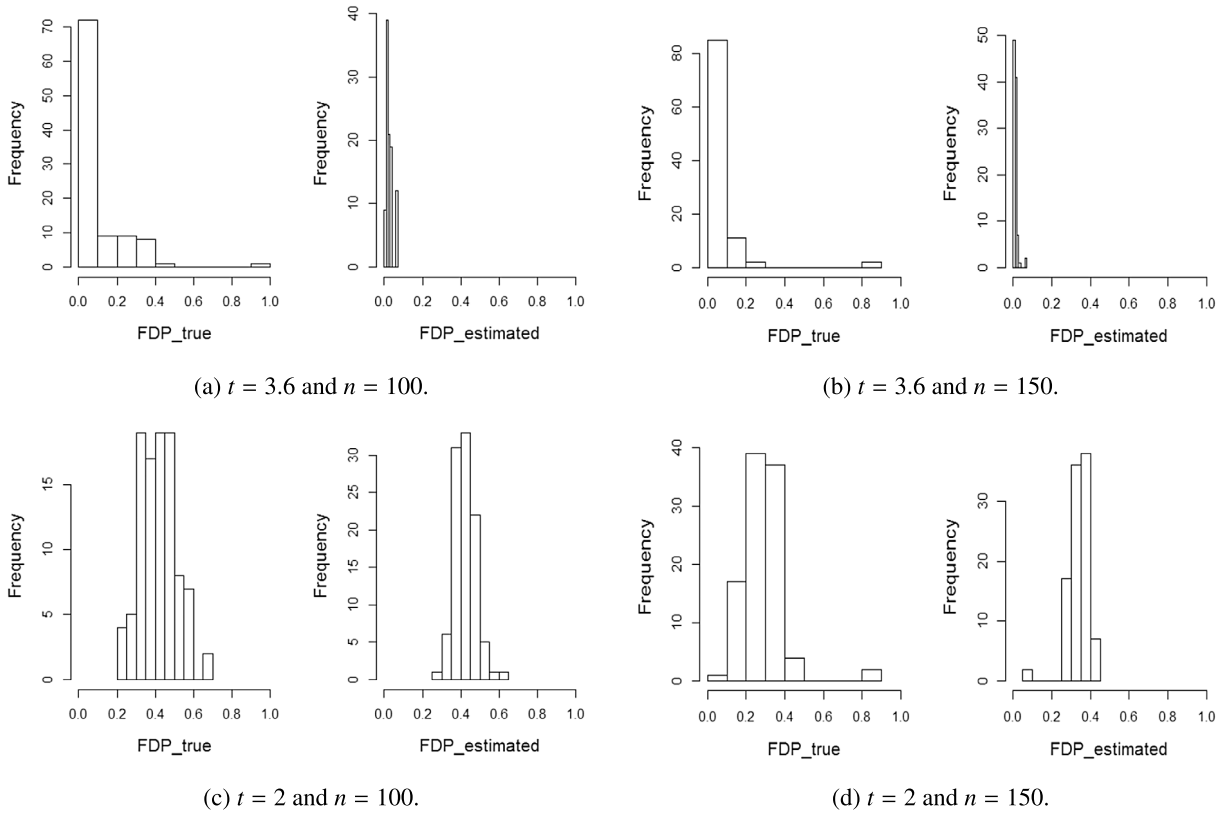 Frequency
0 10 20 30 40 50 60 70
0.0 0.2 0.4 0.6 0.8 1.0
FDP_true
Frequency
0 10 20 30 40
0.0 0.2 0.4 0.6 0.8 1.0
FDP_estimated
Frequency
0 20 40 60 80
0.0 0.2 0.4 0.6 0.8 1.0
FDP_true
Frequency
0 10 20 30 40 50
0.0 0.2 0.4 0.6 0.8 1.0
FDP_estimated
(a) t = 3.6 and n = 100.
(b) t = 3.6 and n = 150.
Frequency
0 5 10 15
0.0 0.2 0.4 0.6 0.8 1.0
FDP_true
Frequency
0 5 10 15 20 25 30
0.0 0.2 0.4 0.6 0.8 1.0
FDP_estimated
Frequency
0 10 20 30 40
0.0 0.2 0.4 0.6 0.8 1.0
FDP_true
Frequency
0 10 20 30
0.0 0.2 0.4 0.6 0.8 1.0
FDP_estimated
(c) t = 2 and n = 100.
(d) t = 2 and n = 150.